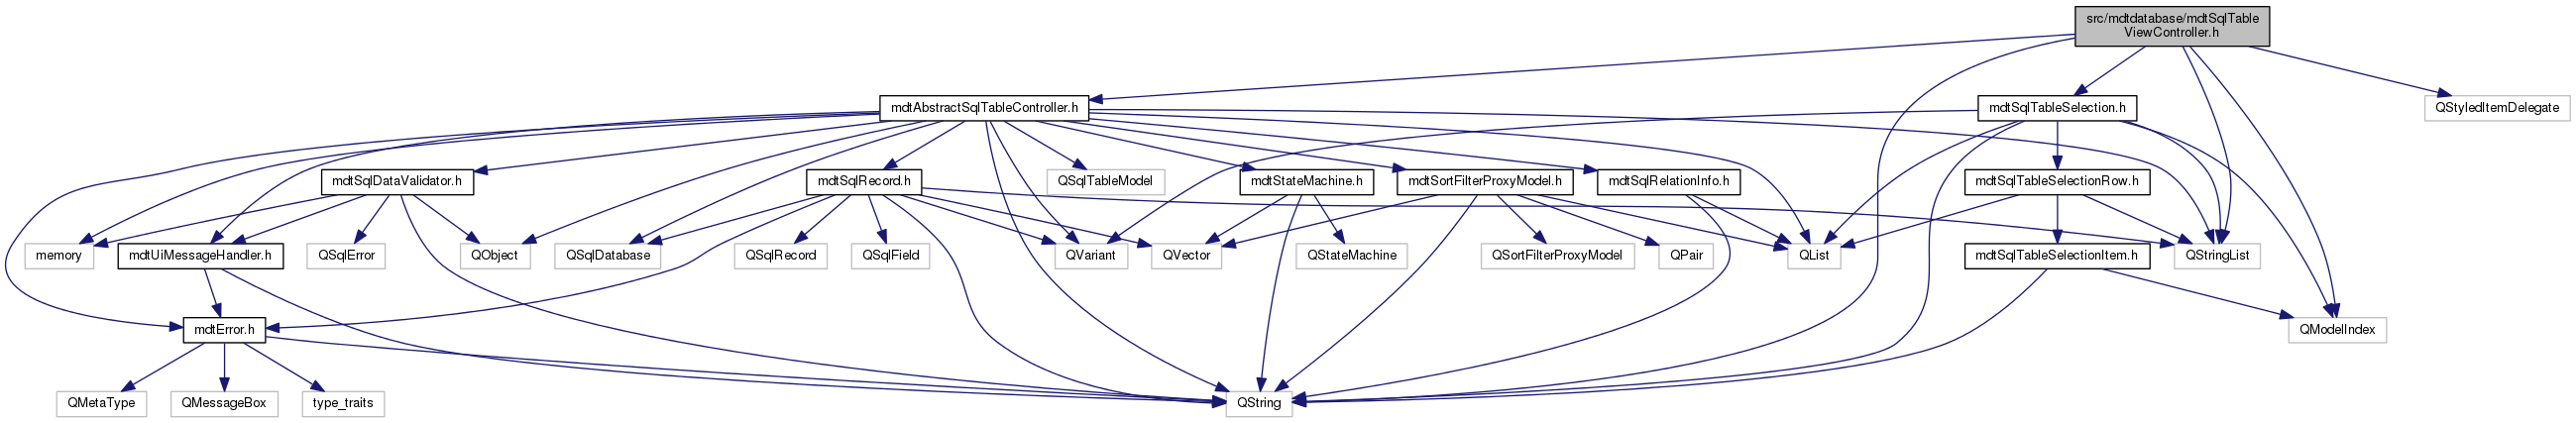 src/mdtdatabase/mdtSqlTable
ViewController.h
mdtAbstractSqlTableController.h
mdtSqlTableSelection.h
QStyledItemDelegate
mdtSqlDataValidator.h
mdtSqlRecord.h
QSqlTableModel
mdtStateMachine.h
mdtSortFilterProxyModel.h
mdtSqlRelationInfo.h
mdtSqlTableSelectionRow.h
memory
mdtUiMessageHandler.h
QSqlError
QObject
QSqlDatabase
QSqlRecord
QSqlField
QVariant
QVector
QStateMachine
QSortFilterProxyModel
QPair
QList
mdtSqlTableSelectionItem.h
QStringList
mdtError.h
QModelIndex
QMetaType
QMessageBox
type_traits
QString